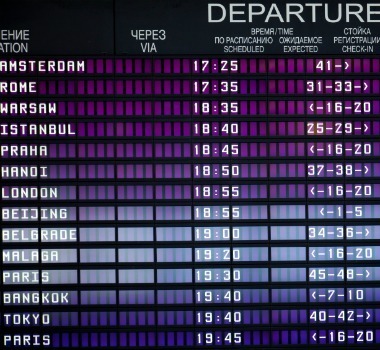 DEPARTURE
ЕНИЕ ЧЕРЕЗ ВРЕМЯ/TIME СТОЙКА
ПО РАСПИСАНИЮ ОЖИДАЕМОЕ РЕГИСТРАЦИИ
ATION VIA SCHEDULED EXPECTED CHECK-IN
AMSTERDAM 17:25 41->
ROME 17:35 31-33->
WARSAW 18:35 <-16-20
ISTANBUL 18:40 25-29->
PRAHA 18:45 <-16-20
HANOI 18:50 37-38->
LONDON 18:55 <-16-20
BEIJING 18:55 <-1-5
BELGRADE 19:00 34-36->
MALAGA 19:20 <-16-20
PARIS 19:30 45-48->
BANGKOK 19:40 <-7-10
TOKYO 19:40 40-42->
PARIS 19:45 <-16-20